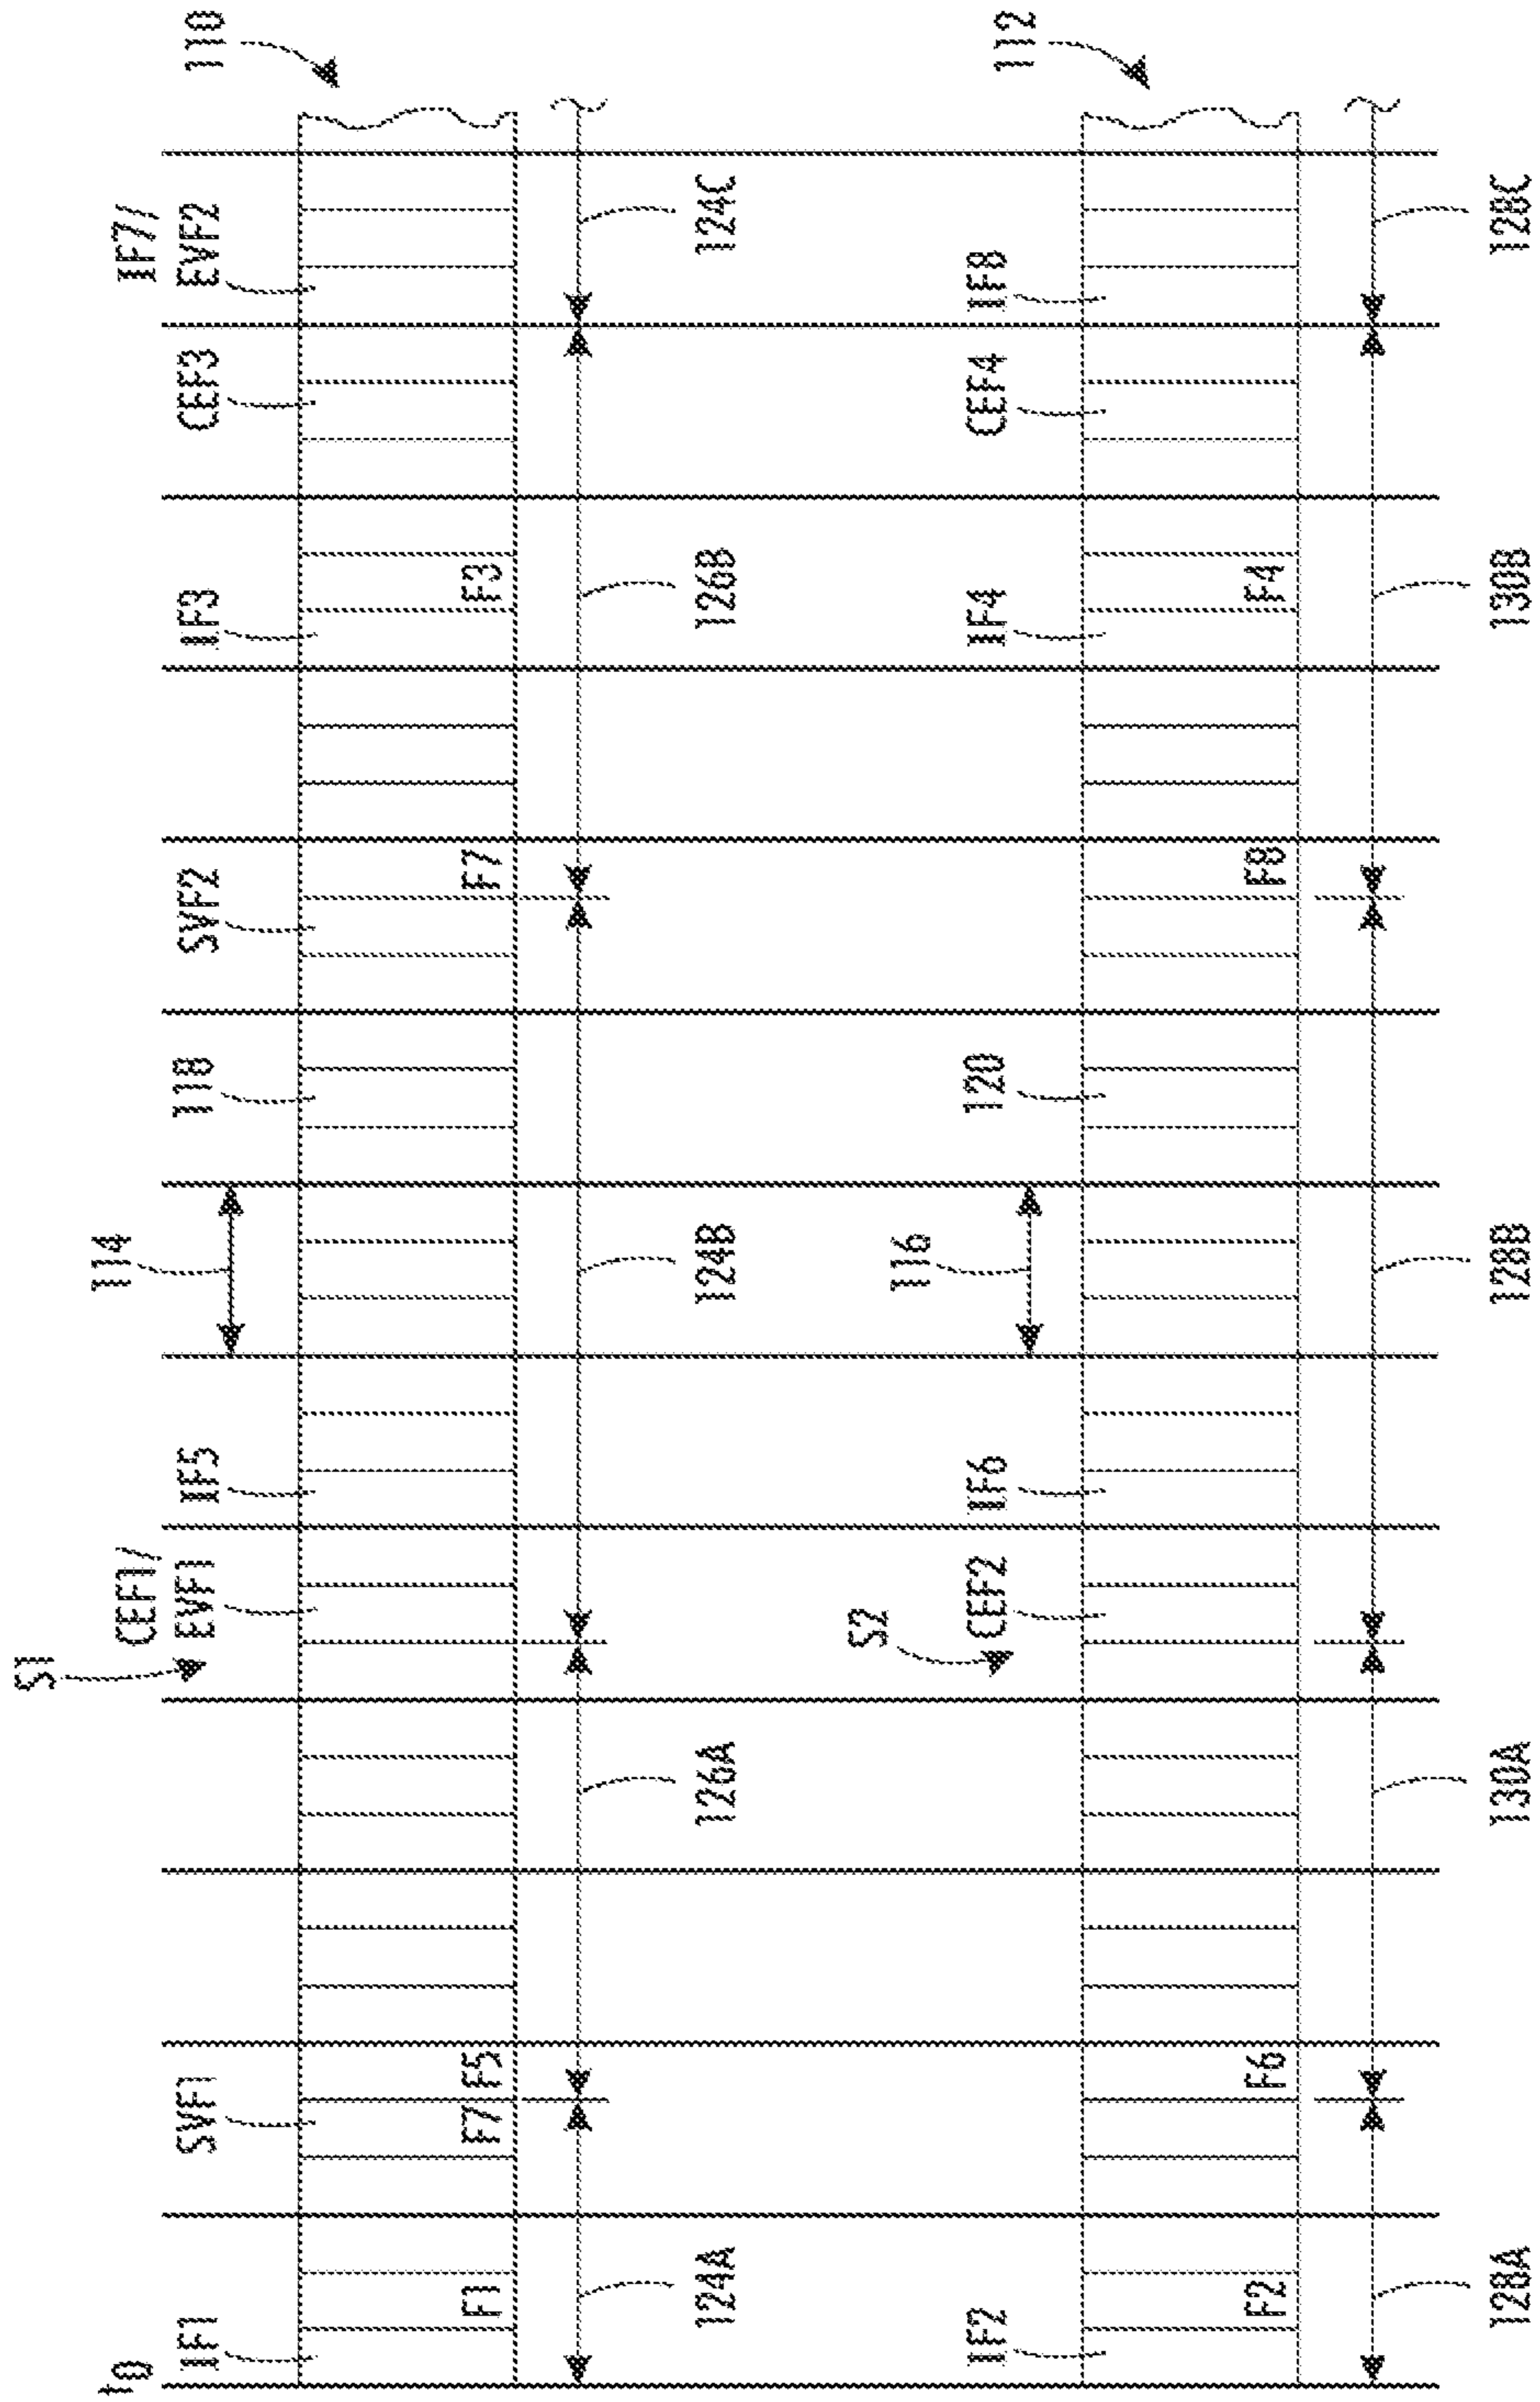 S1
S2
t0
IF1
SVF1
CEF1/
EVF1
IF5
114
118
SVF2
IF3
CEF3
IF7/
EVF2
110
F1
F7
F5
F7
F3
124A
126A
124B
126B
124C
IF2
CEF2
IF6
116
120
IF4
CEF4
IF8
112
F2
F6
F8
F4
128A
130A
128B
130B
128C